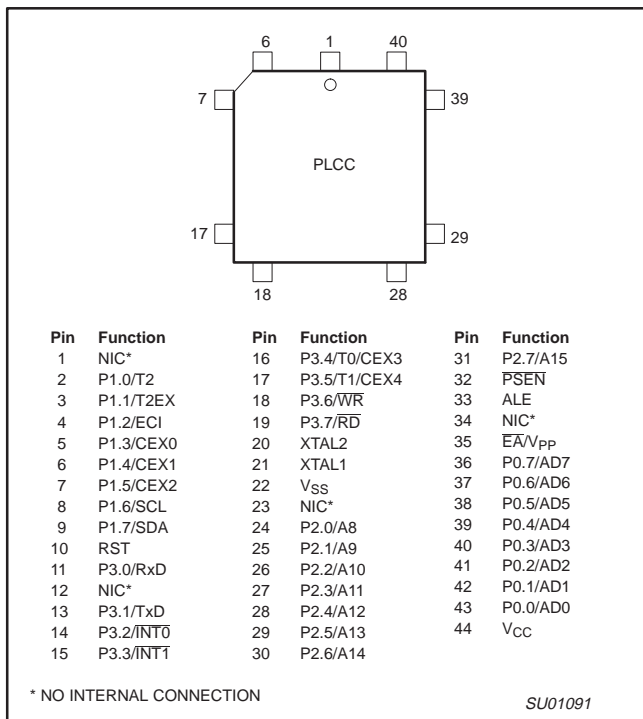 6 1 40
7 39
PLCC
17 29
18 28
Pin Function Pin Function Pin Function
1 NIC* 16 P3.4/T0/CEX3 31 P2.7/A15
2 P1.0/T2 17 P3.5/T1/CEX4 32 P̅S̅E̅N̅
3 P1.1/T2EX 18 P3.6/W̅R̅ 33 ALE
4 P1.2/ECI 19 P3.7/R̅D̅ 34 NIC*
5 P1.3/CEX0 20 XTAL2 35 E̅A̅/VPP
6 P1.4/CEX1 21 XTAL1 36 P0.7/AD7
7 P1.5/CEX2 22 VSS 37 P0.6/AD6
8 P1.6/SCL 23 NIC* 38 P0.5/AD5
9 P1.7/SDA 24 P2.0/A8 39 P0.4/AD4
10 RST 25 P2.1/A9 40 P0.3/AD3
11 P3.0/RxD 26 P2.2/A10 41 P0.2/AD2
12 NIC* 27 P2.3/A11 42 P0.1/AD1
13 P3.1/TxD 28 P2.4/A12 43 P0.0/AD0
14 P3.2/I̅N̅T̅0̅ 29 P2.5/A13 44 VCC
15 P3.3/I̅N̅T̅1̅ 30 P2.6/A14
* NO INTERNAL CONNECTION
SU01091